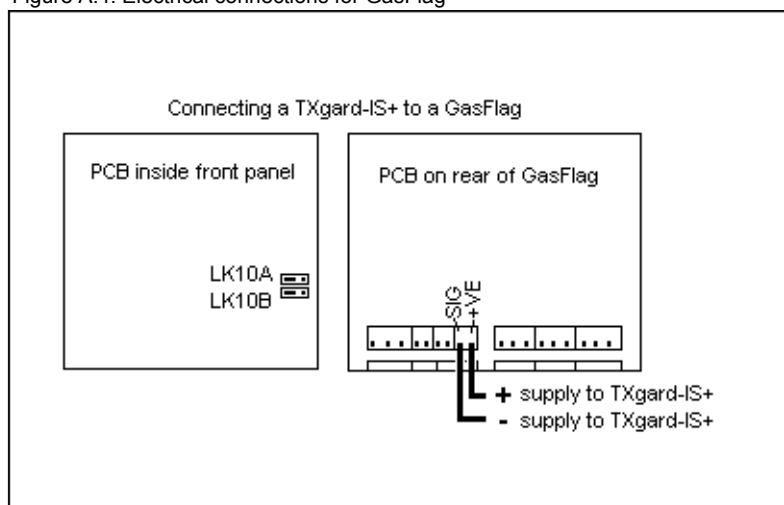 Figure A.4: Electrical connections for GasFlag
Connecting a TXgard-IS+ to a GasFlag
PCB inside front panel
PCB on rear of GasFlag
LK10A
LK10B
SIG
+VE
+ supply to TXgard-IS+
- supply to TXgard-IS+